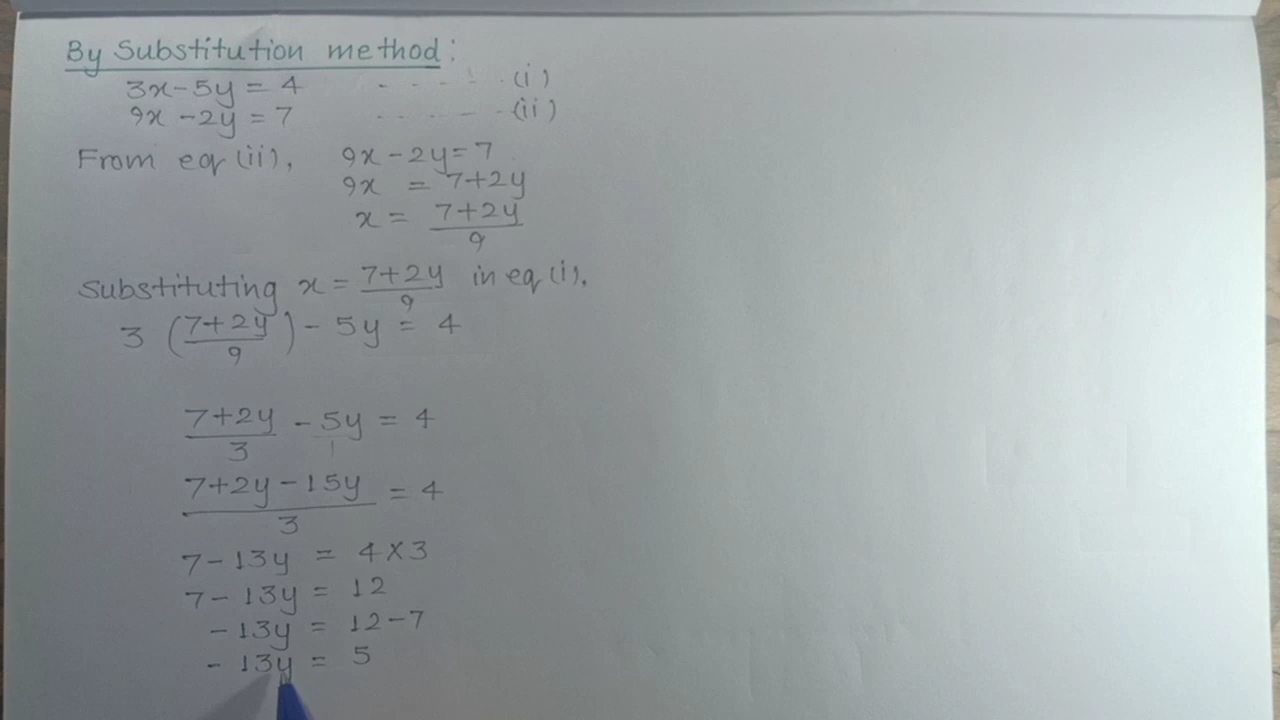 By Substitution method:
3x-5y = 4 - - - - - (i)
9x -2y = 7 - - - - - - (ii)
From eq (ii), 9x - 2y = 7
9x = 7+2y
x = 7+2y
9
Substituting x = 7+2y in eq (i),
9
3 (7+2y) - 5y = 4
9
7+2y - 5y = 4
3 1
7+2y-15y = 4
3
7-13y = 4×3
7-13y = 12
-13y = 12-7
-13y = 5